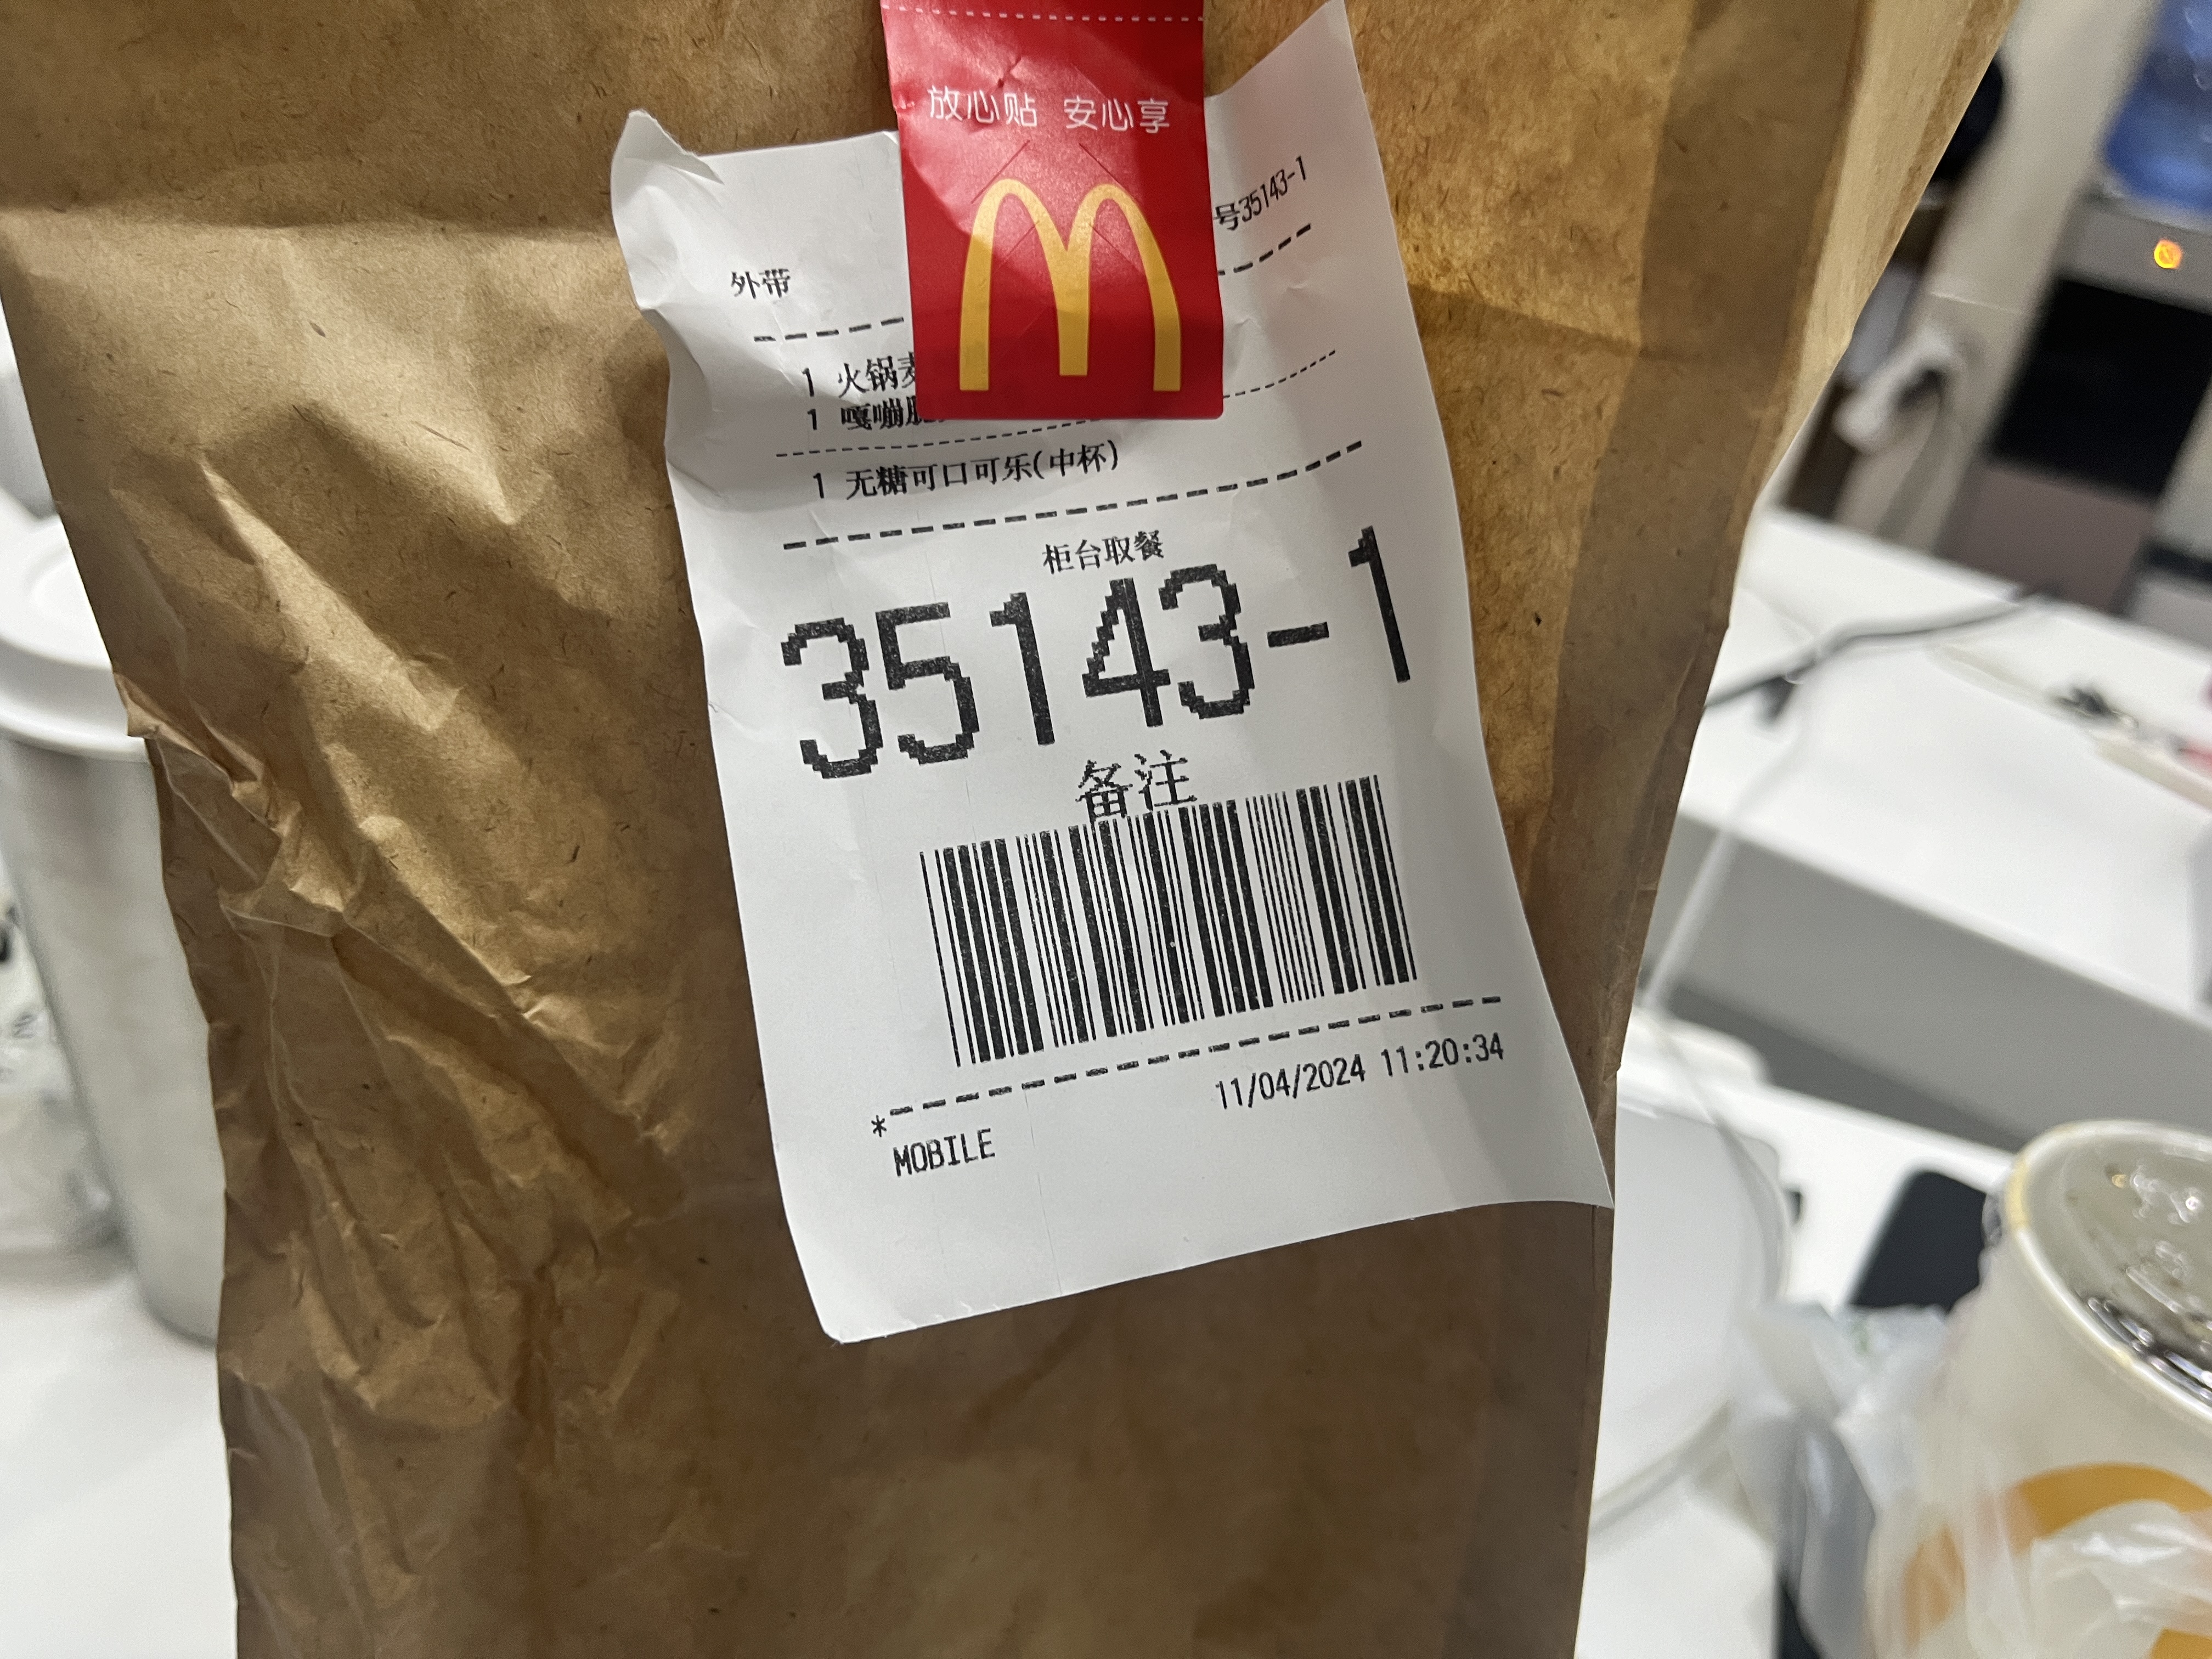 放心贴 安心享
号35143-1
外带
1 火锅
1 嘎嘣
1 无糖可口可乐(中杯)
柜台取餐
35143-1
备注
11/04/2024 11:20:34
*
MOBILE